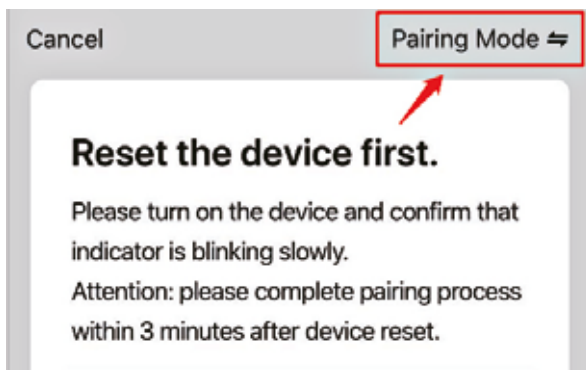 Cancel
Pairing Mode ⇋
Reset the device first.
Please turn on the device and confirm that
indicator is blinking slowly.
Attention: please complete pairing process
within 3 minutes after device reset.